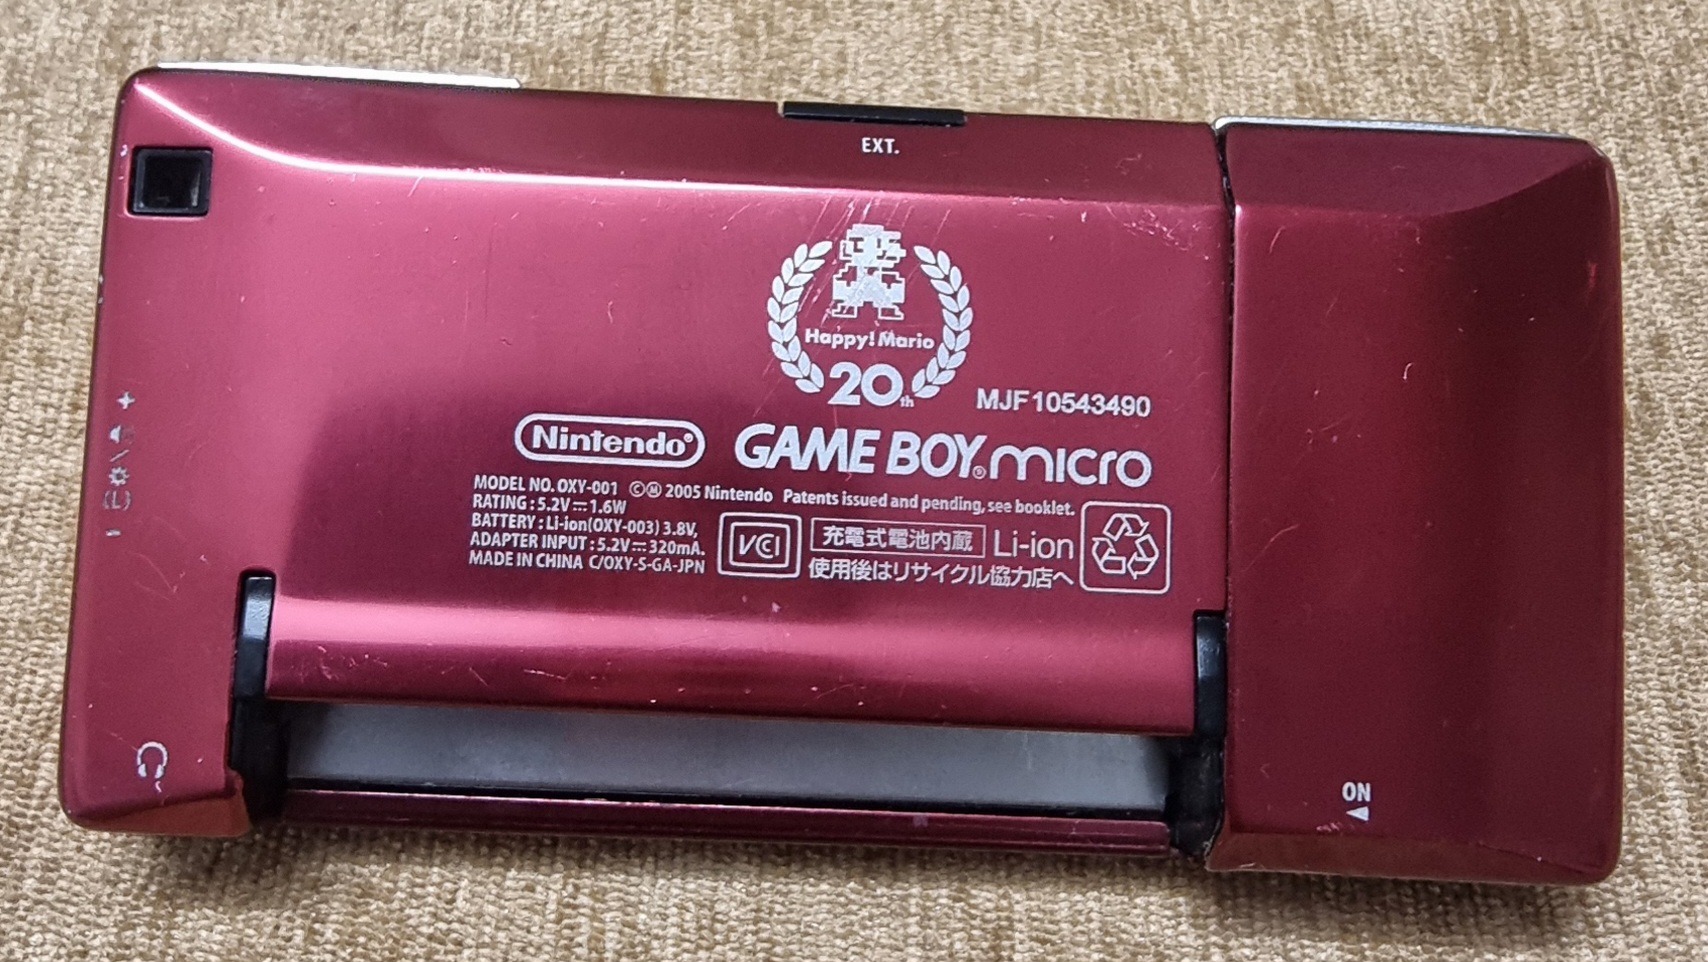 EXT.
Happy! Mario
20th
MJF10543490
Nintendo®
GAME BOY® micro
MODEL NO. OXY-001 ©Ⓜ 2005 Nintendo Patents issued and pending, see booklet.
RATING : 5.2V⎓1.6W
BATTERY : Li-ion(OXY-003) 3.8V,
ADAPTER INPUT : 5.2V⎓320mA.
MADE IN CHINA C/OXY-S-GA-JPN
VCCI
充電式電池内蔵
Li-ion
使用後はリサイクル協力店へ
+
/
(L)
-
ON